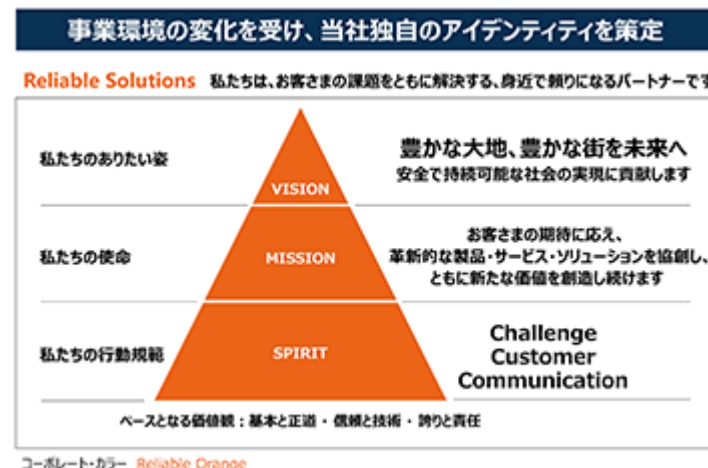 事業環境の変化を受け、当社独自のアイデンティティを策定
Reliable Solutions 私たちは、お客さまの課題をともに解決する、身近で頼りになるパートナーです
私たちのありたい姿
VISION
豊かな大地、豊かな街を未来へ
安全で持続可能な社会の実現に貢献します
私たちの使命
MISSION
お客さまの期待に応え、
革新的な製品・サービス・ソリューションを協創し、
ともに新たな価値を創造し続けます
私たちの行動規範
SPIRIT
Challenge
Customer
Communication
ベースとなる価値観：基本と正道・信頼と技術・誇りと責任
コーポレート・カラー Reliable Orange